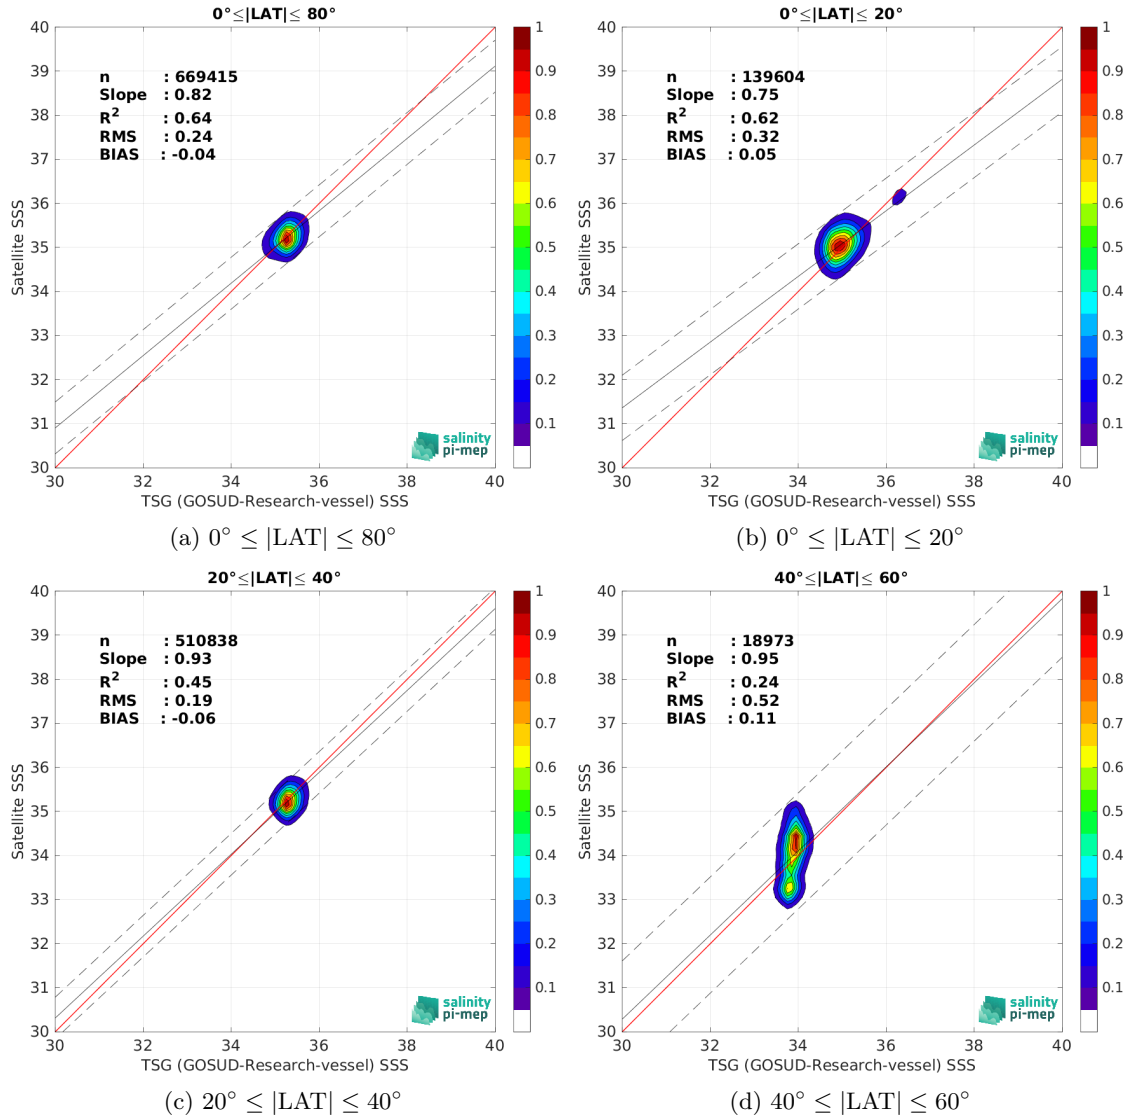 0°≤|LAT|≤ 80°
40
39
38
37
36
35
34
33
32
31
30
30
32
34
36
38
40
Satellite SSS
TSG (GOSUD-Research-vessel) SSS
n : 669415
Slope : 0.82
R² : 0.64
RMS : 0.24
BIAS : -0.04
salinity
pi-mep
1
0.9
0.8
0.7
0.6
0.5
0.4
0.3
0.2
0.1
(a) 0° ≤ |LAT| ≤ 80°
0°≤|LAT|≤ 20°
40
39
38
37
36
35
34
33
32
31
30
30
32
34
36
38
40
Satellite SSS
TSG (GOSUD-Research-vessel) SSS
n : 139604
Slope : 0.75
R² : 0.62
RMS : 0.32
BIAS : 0.05
salinity
pi-mep
1
0.9
0.8
0.7
0.6
0.5
0.4
0.3
0.2
0.1
(b) 0° ≤ |LAT| ≤ 20°
20°≤|LAT|≤ 40°
40
39
38
37
36
35
34
33
32
31
30
30
32
34
36
38
40
Satellite SSS
TSG (GOSUD-Research-vessel) SSS
n : 510838
Slope : 0.93
R² : 0.45
RMS : 0.19
BIAS : -0.06
salinity
pi-mep
1
0.9
0.8
0.7
0.6
0.5
0.4
0.3
0.2
0.1
(c) 20° ≤ |LAT| ≤ 40°
40°≤|LAT|≤ 60°
40
39
38
37
36
35
34
33
32
31
30
30
32
34
36
38
40
Satellite SSS
TSG (GOSUD-Research-vessel) SSS
n : 18973
Slope : 0.95
R² : 0.24
RMS : 0.52
BIAS : 0.11
salinity
pi-mep
1
0.9
0.8
0.7
0.6
0.5
0.4
0.3
0.2
0.1
(d) 40° ≤ |LAT| ≤ 60°